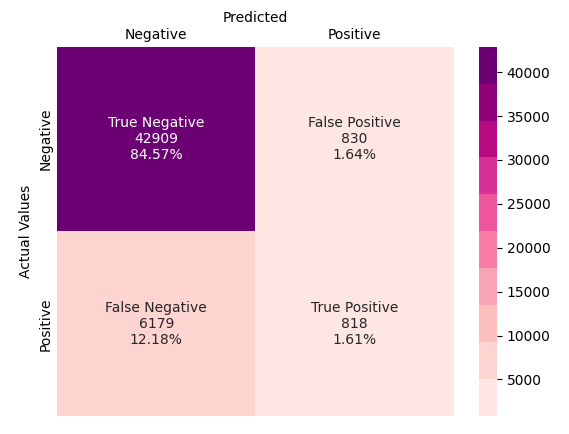 Predicted
Negative
Positive
Actual Values
Negative
True Negative
42909
84.57%
False Positive
830
1.64%
Positive
False Negative
6179
12.18%
True Positive
818
1.61%
40000
35000
30000
25000
20000
15000
10000
5000